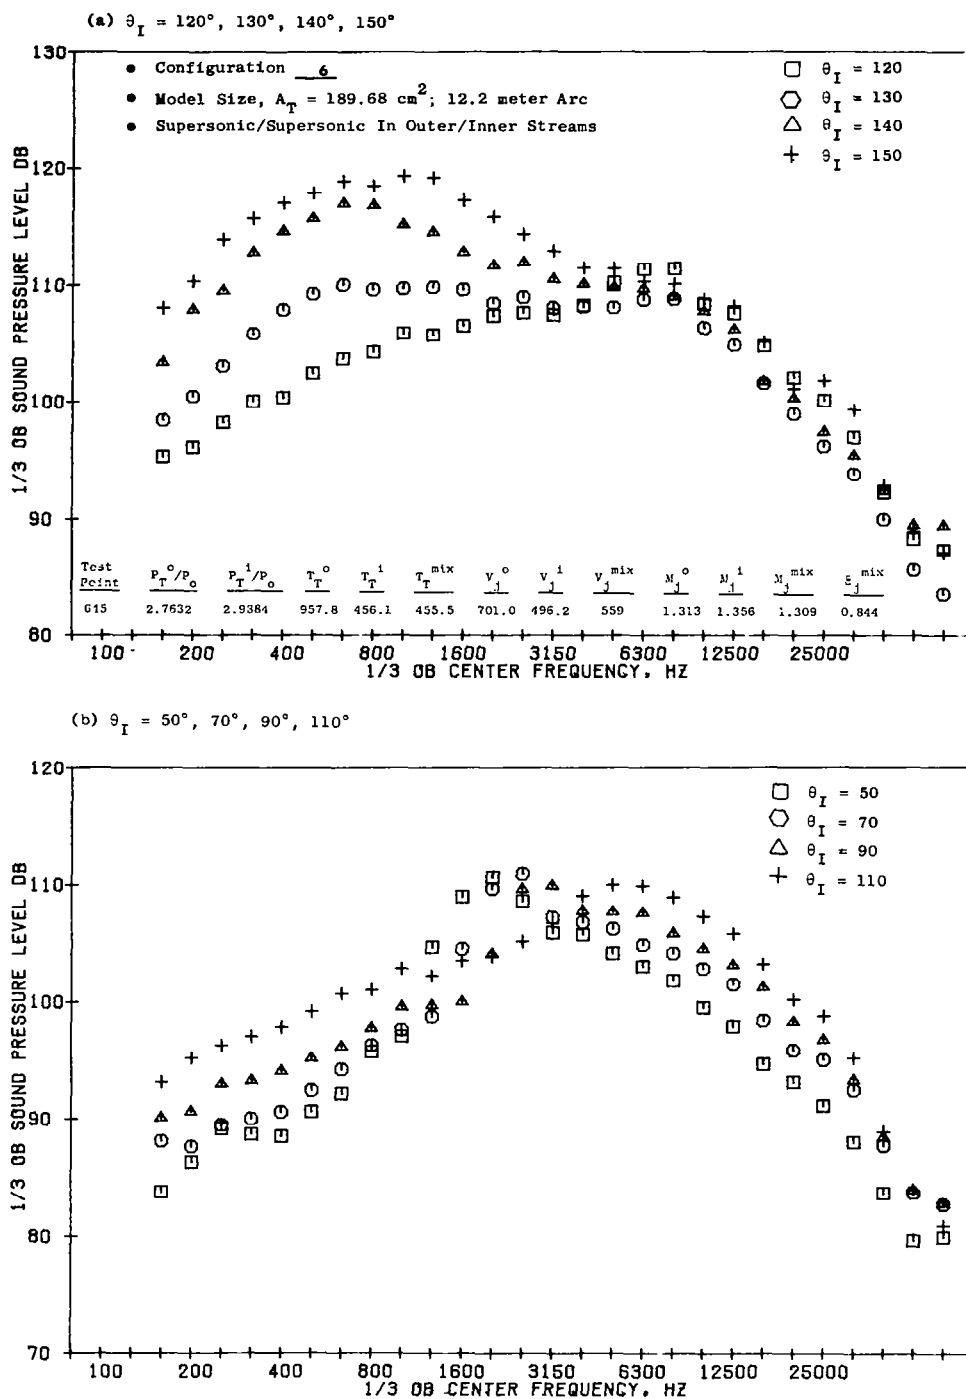 (a) θI = 120°, 130°, 140°, 150°
130
120
110
100
90
80
1/3 OB SOUND PRESSURE LEVEL DB
• Configuration 6
• Model Size, AT = 189.68 cm2; 12.2 meter Arc
• Supersonic/Supersonic In Outer/Inner Streams
θI = 120
θI = 130
θI = 140
θI = 150
Test Point PTo/Po PTi/Po TTo TTi TTmix Vjo Vji Vjmix Mjo Mji Mjmix
615 2.7632 2.9384 957.8 456.1 455.5 701.0 496.2 559 1.313 1.356 1.309 0.844
100 200 400 800 1600 3150 6300 12500 25000
1/3 OB CENTER FREQUENCY, HZ
(b) θI = 50°, 70°, 90°, 110°
120
110
100
90
80
70
1/3 OB SOUND PRESSURE LEVEL DB
θI = 50
θI = 70
θI = 90
θI = 110
100 200 400 800 1600 3150 6300 12500 25000
1/3 OB CENTER FREQUENCY, HZ